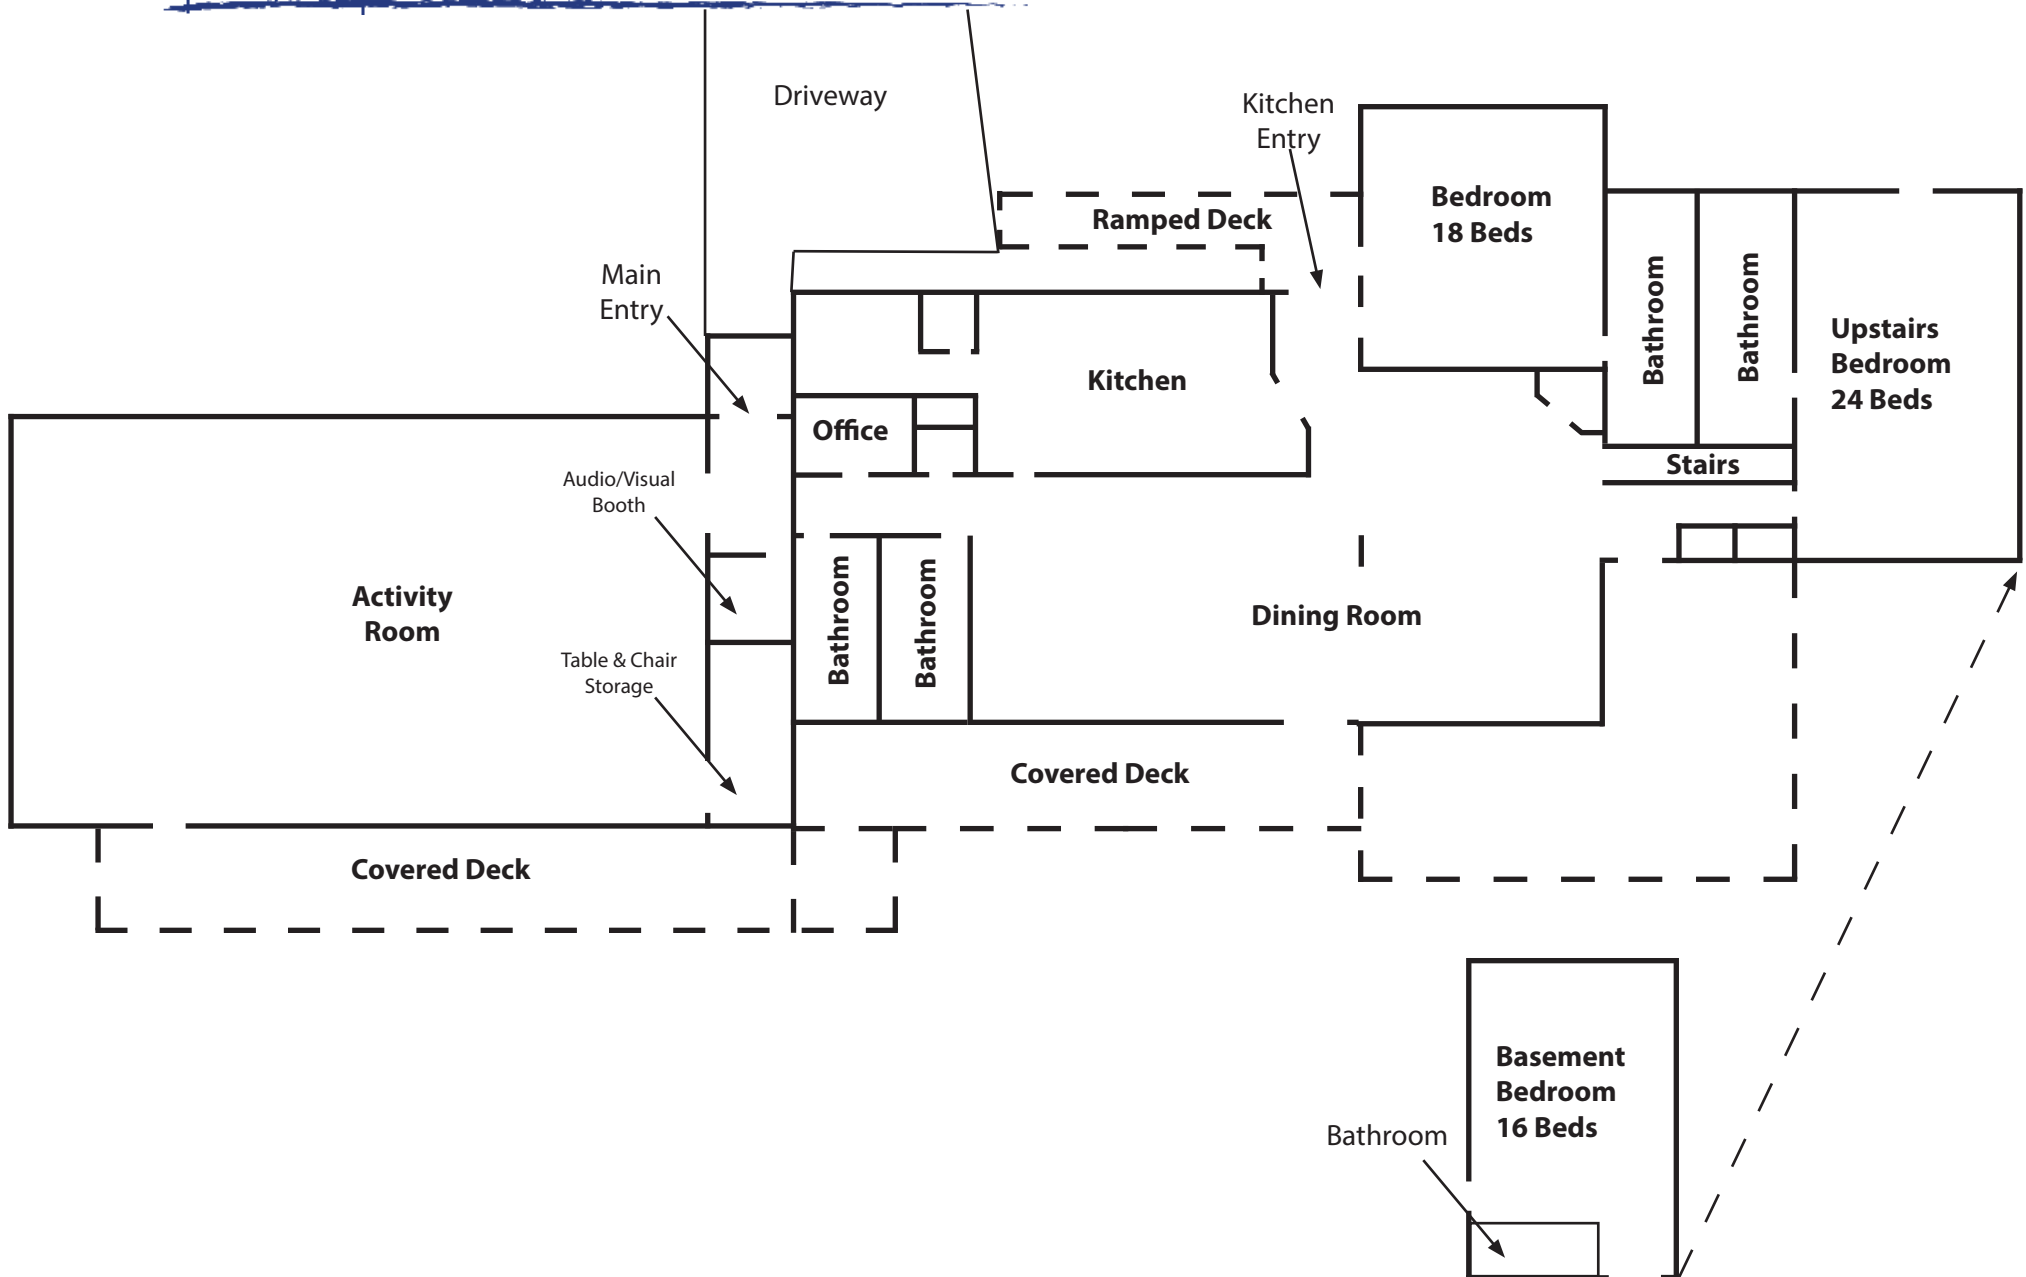 Driveway
Kitchen
Entry
Ramped Deck
Bedroom
18 Beds
Main
Entry
Bathroom
Bathroom
Upstairs
Bedroom
24 Beds
Kitchen
Office
Stairs
Audio/Visual
Booth
Activity
Room
Bathroom
Bathroom
Dining Room
Table & Chair
Storage
Covered Deck
Covered Deck
Basement
Bedroom
16 Beds
Bathroom